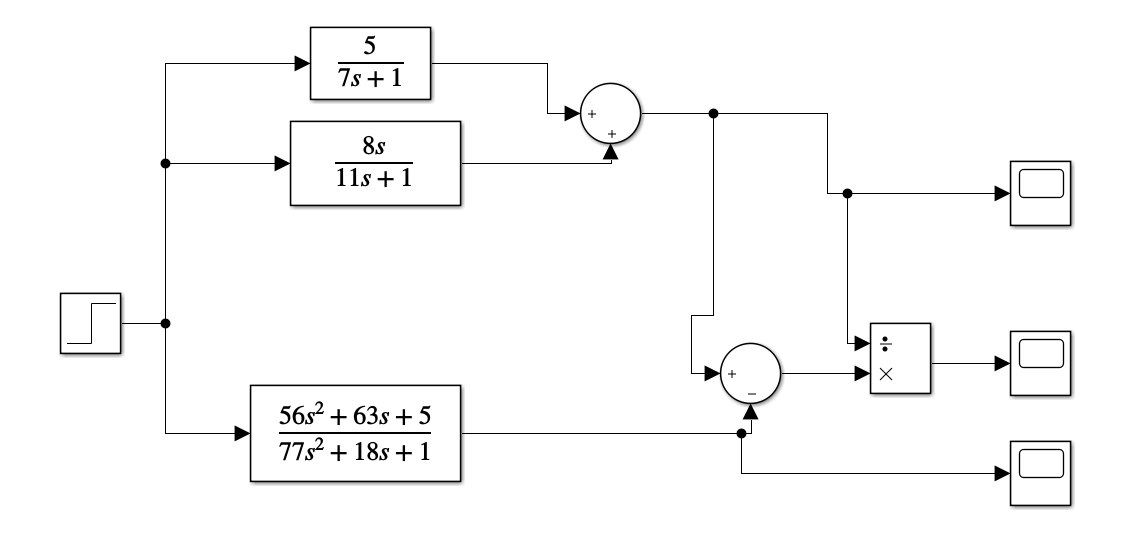 5
7s + 1
+
+
8s
11s + 1
÷
×
+
−
56s² + 63s + 5
77s² + 18s + 1